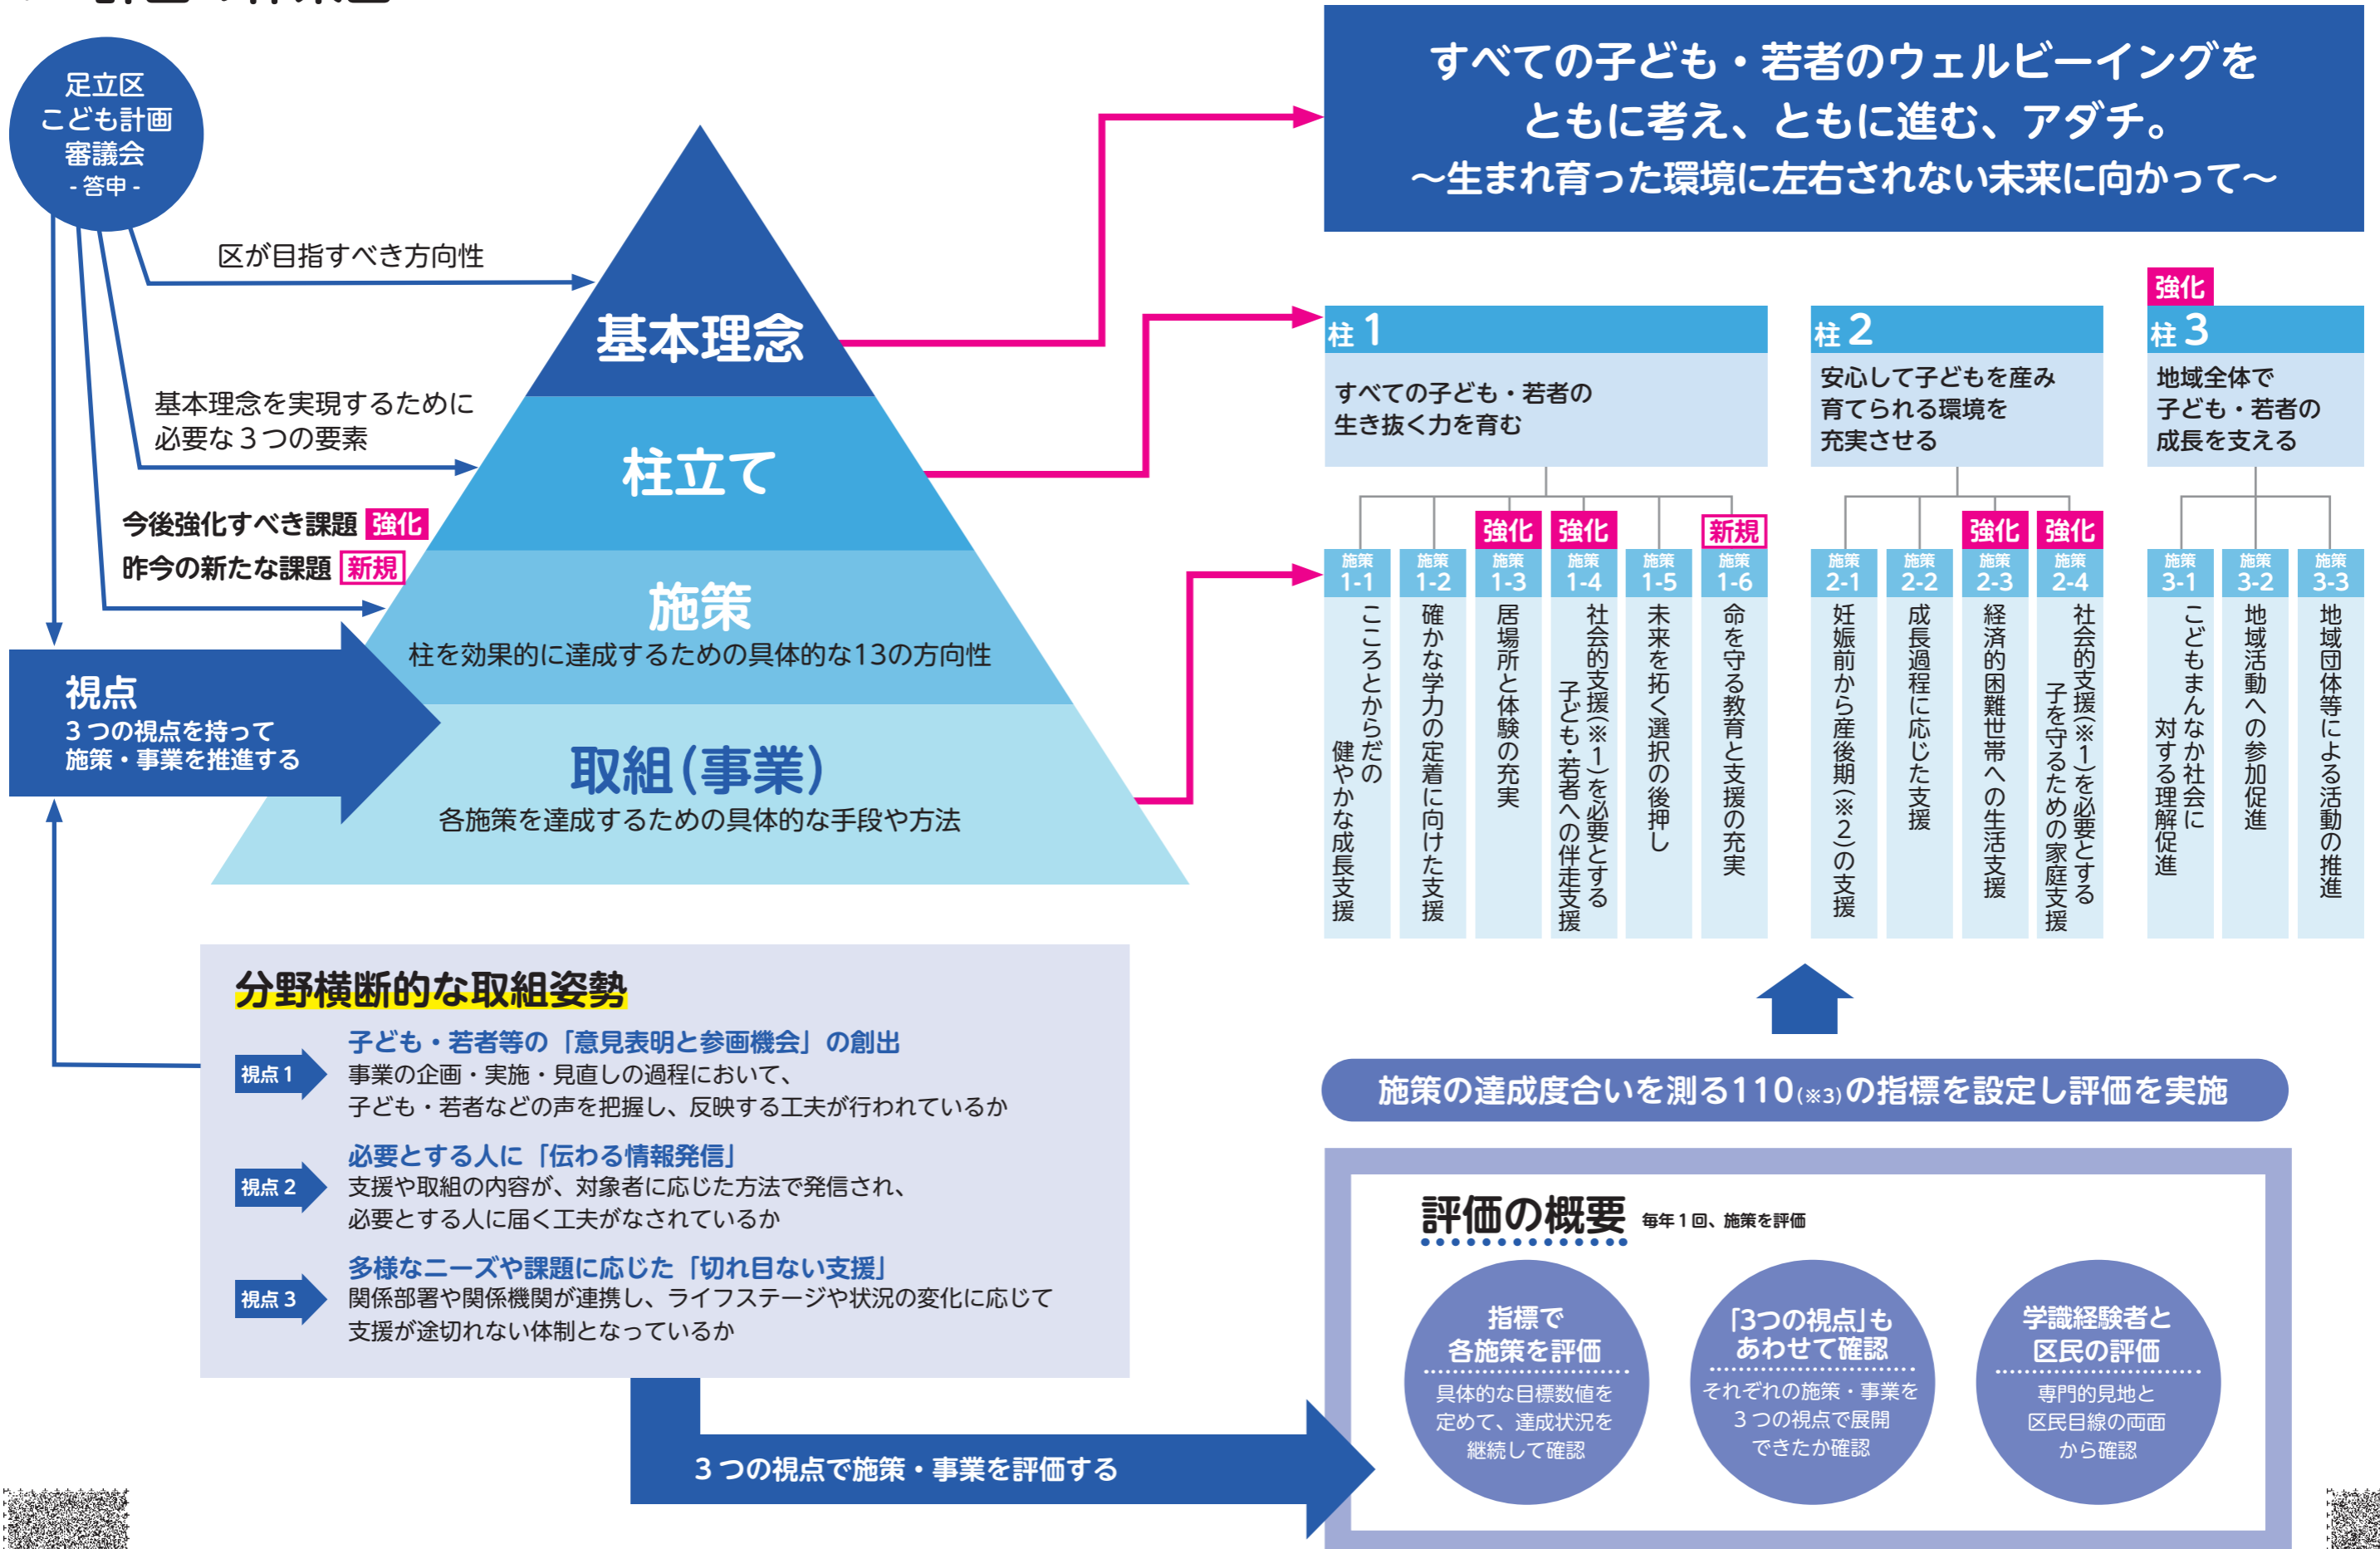 足立区
こども計画
審議会
- 答申 -
区が目指すべき方向性
基本理念を実現するために
必要な３つの要素
今後強化すべき課題 強化
昨今の新たな課題 新規
基本理念
柱立て
施策
柱を効果的に達成するための具体的な13の方向性
取組（事業）
各施策を達成するための具体的な手段や方法
視点
３つの視点を持って
施策・事業を推進する
すべての子ども・若者のウェルビーイングを
ともに考え、ともに進む、アダチ。
～生まれ育った環境に左右されない未来に向かって～
柱 1
すべての子ども・若者の
生き抜く力を育む
施策
1-1
こころとからだの
健やかな成長支援
施策
1-2
確かな学力の定着に向けた支援
強化
施策
1-3
居場所と体験の充実
強化
施策
1-4
社会的支援（※１）を必要とする
子ども・若者への伴走支援
施策
1-5
未来を拓く選択の後押し
新規
施策
1-6
命を守る教育と支援の充実
柱 2
安心して子どもを産み
育てられる環境を
充実させる
施策
2-1
妊娠前から産後期（※２）の支援
施策
2-2
成長過程に応じた支援
強化
施策
2-3
経済的困難世帯への生活支援
強化
施策
2-4
社会的支援（※１）を必要とする
子を守るための家庭支援
強化
柱 3
地域全体で
子ども・若者の
成長を支える
施策
3-1
こどもまんなか社会に
対する理解促進
施策
3-2
地域活動への参加促進
施策
3-3
地域団体等による活動の推進
分野横断的な取組姿勢
視点１
子ども・若者等の「意見表明と参画機会」の創出
事業の企画・実施・見直しの過程において、
子ども・若者などの声を把握し、反映する工夫が行われているか
視点２
必要とする人に「伝わる情報発信」
支援や取組の内容が、対象者に応じた方法で発信され、
必要とする人に届く工夫がなされているか
視点３
多様なニーズや課題に応じた「切れ目ない支援」
関係部署や関係機関が連携し、ライフステージや状況の変化に応じて
支援が途切れない体制となっているか
３つの視点で施策・事業を評価する
施策の達成度合いを測る110(※3)の指標を設定し評価を実施
評価の概要 毎年１回、施策を評価
指標で
各施策を評価
具体的な目標数値を
定めて、達成状況を
継続して確認
「3つの視点」も
あわせて確認
それぞれの施策・事業を
３つの視点で展開
できたか確認
学識経験者と
区民の評価
専門的見地と
区民目線の両面
から確認